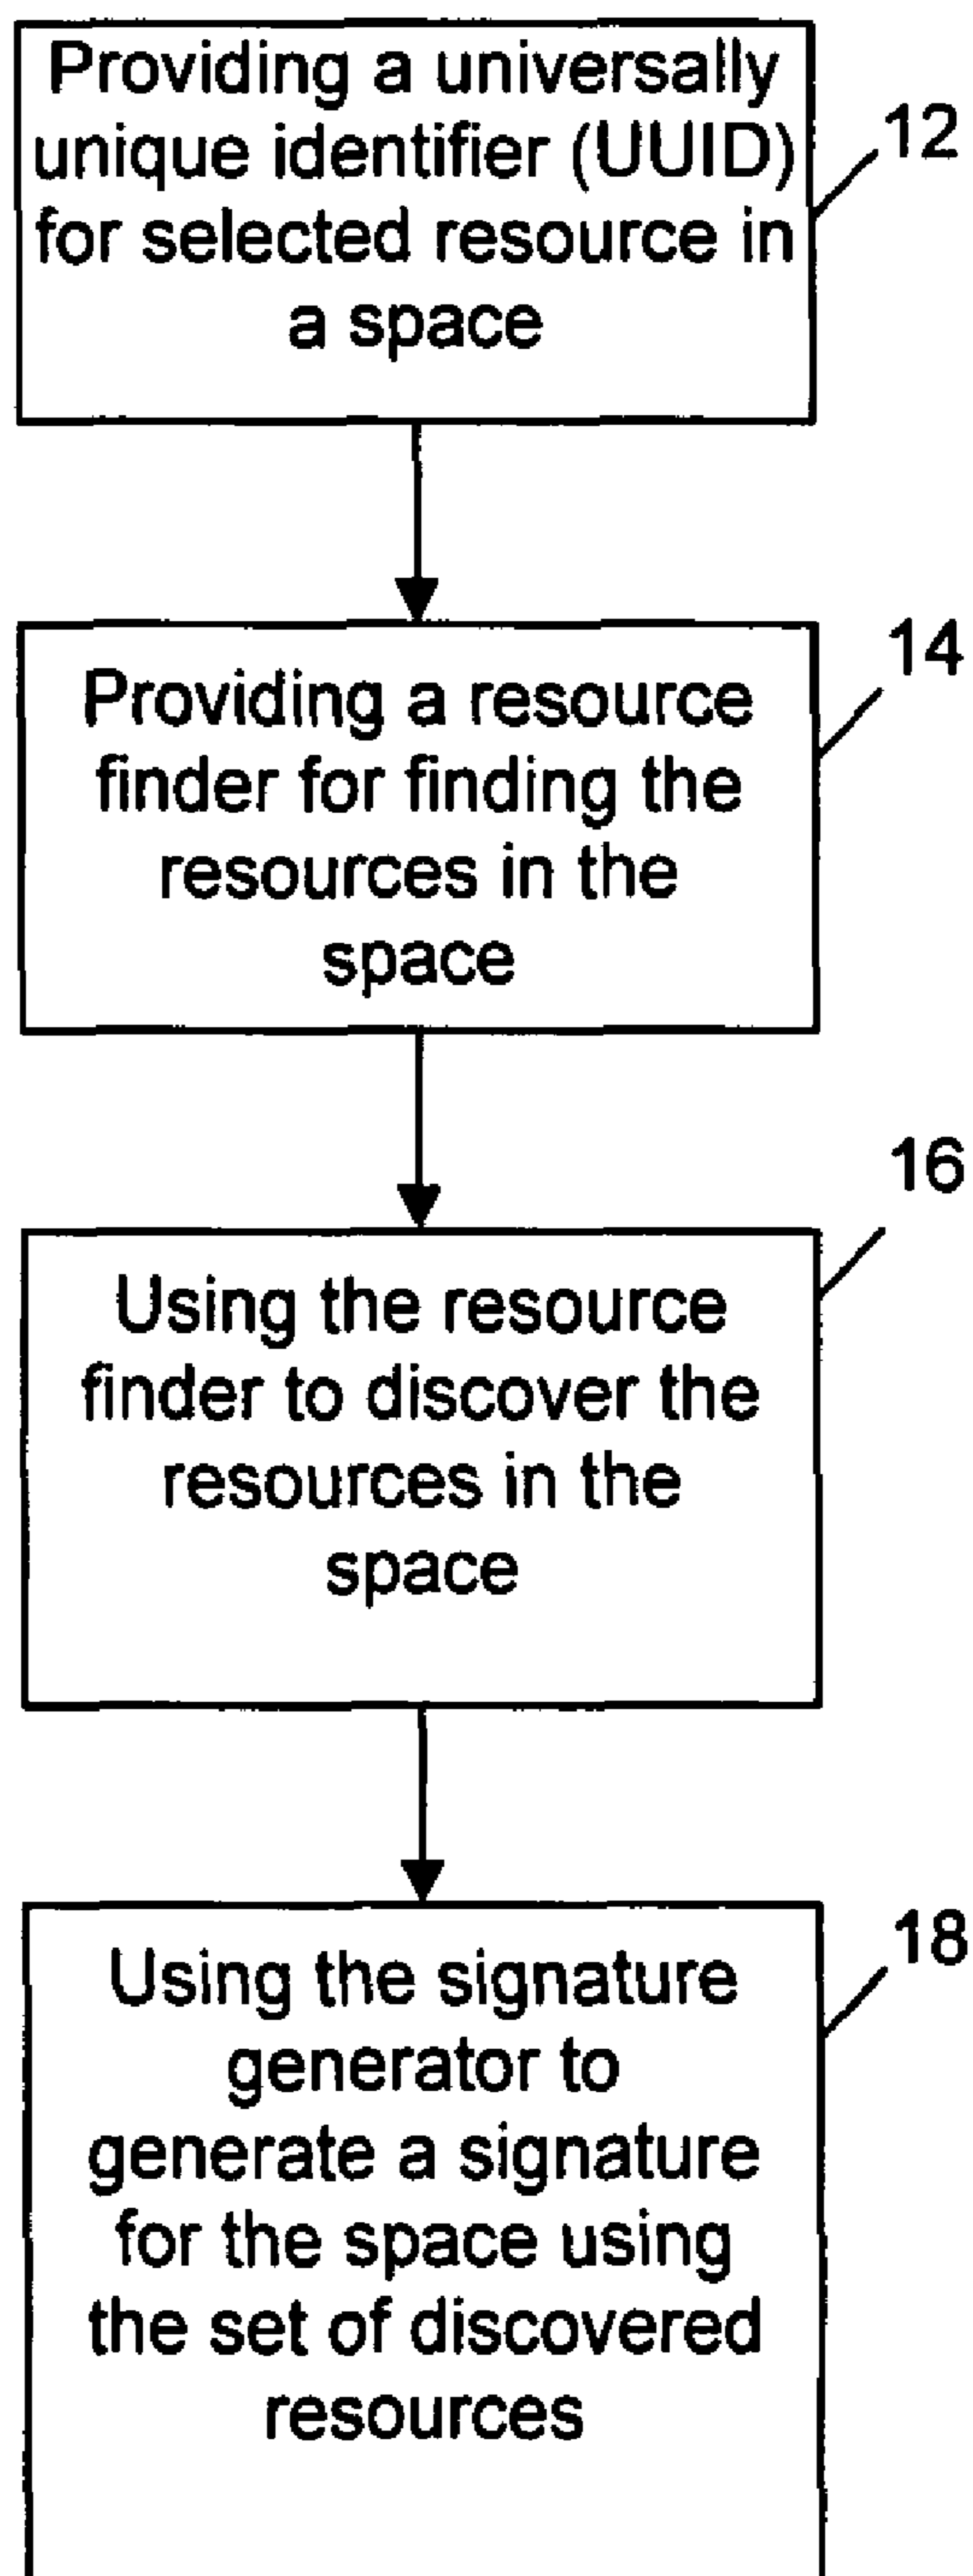 Providing a universally
unique identifier (UUID)
for selected resource in
a space
12
Providing a resource
finder for finding the
resources in the
space
14
Using the resource
finder to discover the
resources in the
space
16
Using the signature
generator to
generate a signature
for the space using
the set of discovered
resources
18